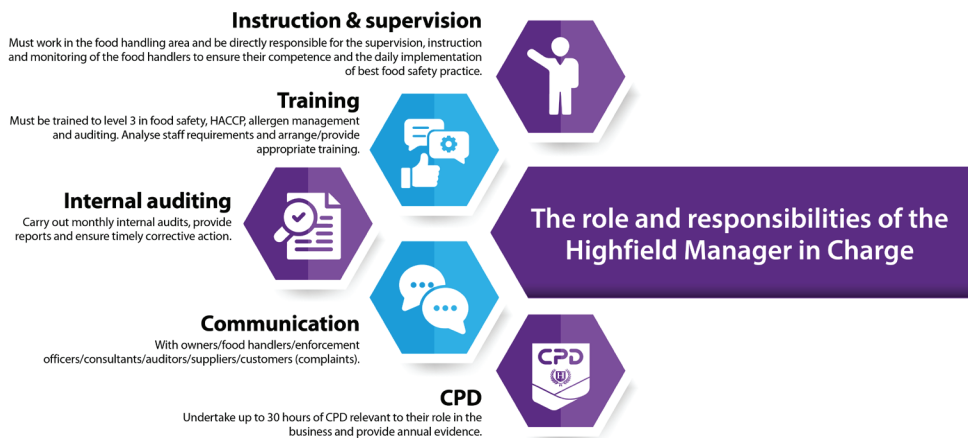 Instruction & supervision
Must work in the food handling area and be directly responsible for the supervision, instruction
and monitoring of the food handlers to ensure their competence and the daily implementation
of best food safety practice.
Training
Must be trained to level 3 in food safety, HACCP, allergen management
and auditing. Analyse staff requirements and arrange/provide
appropriate training.
Internal auditing
Carry out monthly internal audits, provide
reports and ensure timely corrective action.
The role and responsibilities of the
Highfield Manager in Charge
Communication
With owners/food handlers/enforcement
officers/consultants/auditors/suppliers/customers (complaints).
CPD
CPD
Undertake up to 30 hours of CPD relevant to their role in the
business and provide annual evidence.